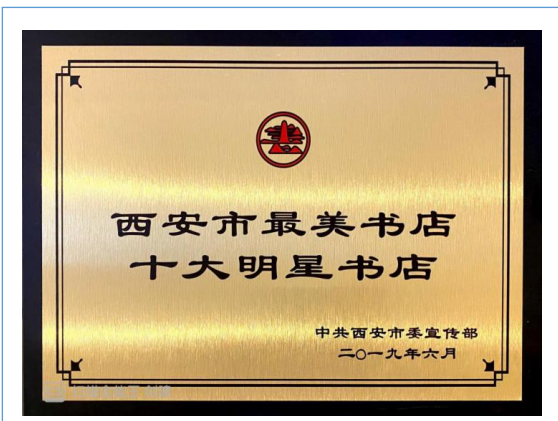 西安市最美书店
十大明星书店
中共西安市委宣传部
二〇一九年六月